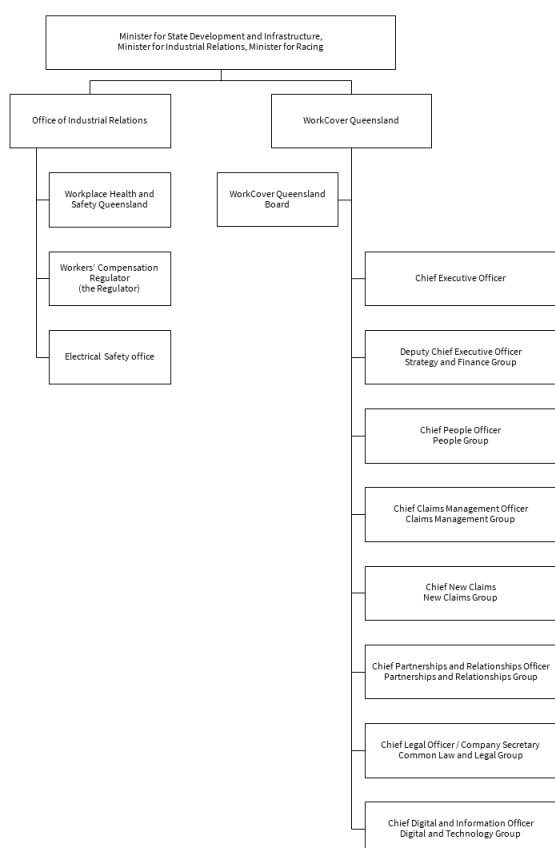 Minister for State Development and Infrastructure,
Minister for Industrial Relations, Minister for Racing
Office of Industrial Relations
WorkCover Queensland
Workplace Health and
Safety Queensland
WorkCover Queensland
Board
Workers' Compensation
Regulator
(the Regulator)
Chief Executive Officer
Electrical Safety office
Deputy Chief Executive Officer
Strategy and Finance Group
Chief People Officer
People Group
Chief Claims Management Officer
Claims Management Group
Chief New Claims
New Claims Group
Chief Partnerships and Relationships Officer
Partnerships and Relationships Group
Chief Legal Officer / Company Secretary
Common Law and Legal Group
Chief Digital and Information Officer
Digital and Technology Group